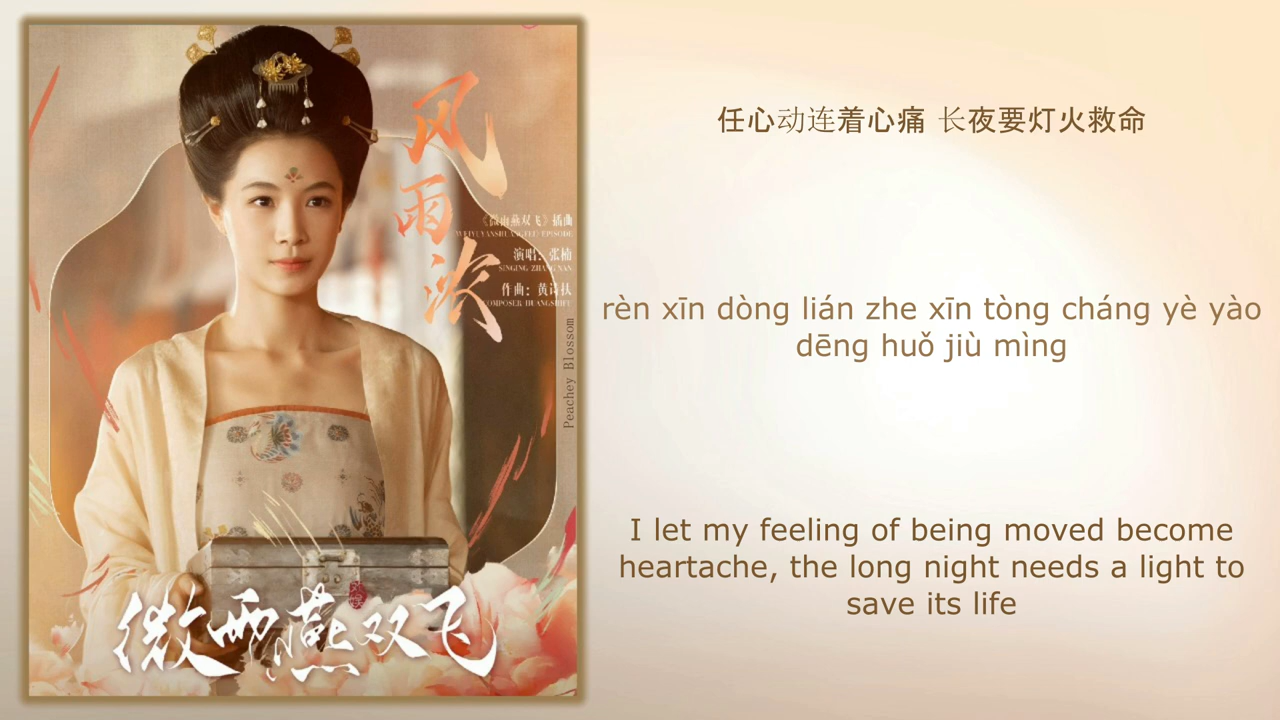 风
雨
浓
《微雨燕双飞》插曲
WEIYUYANSHUANGFEI EPISODE
演唱：张楠
SINGING ZHANG NAN
作曲：黄诗扶
COMPOSER HUANGSHIFU
Peachey Blossom
微雨燕双飞
任心动连着心痛 长夜要灯火救命
rèn xīn dòng lián zhe xīn tòng cháng yè yào
dēng huǒ jiù mìng
I let my feeling of being moved become
heartache, the long night needs a light to
save its life